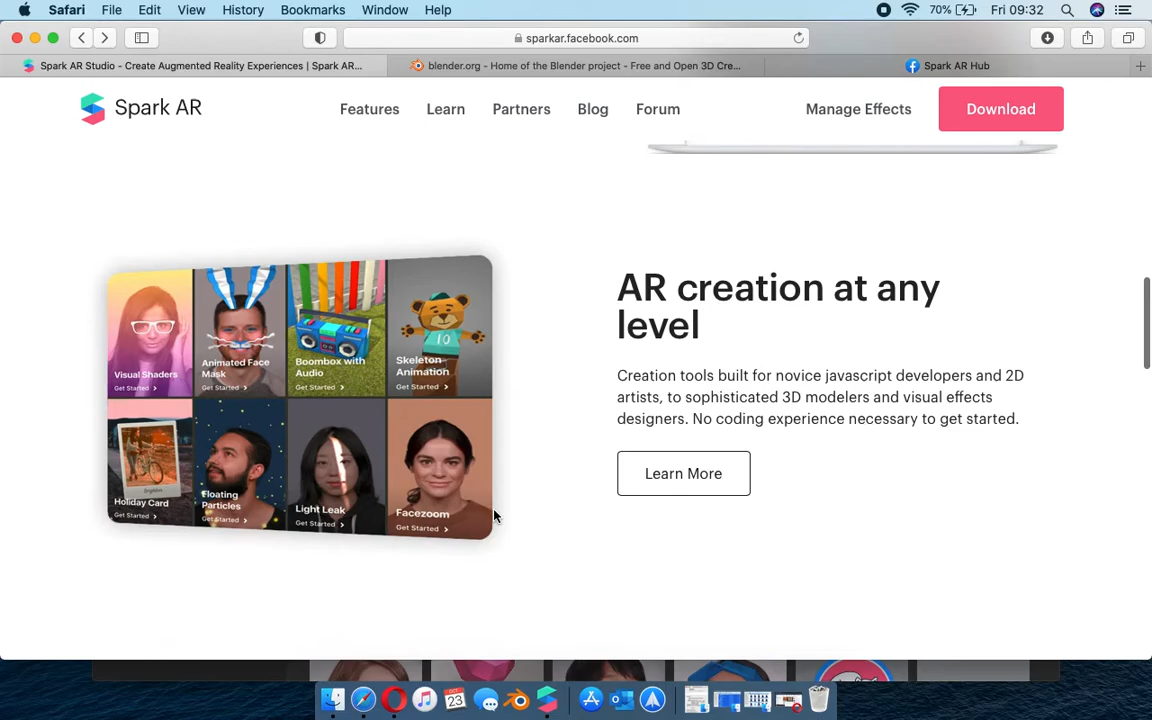 Safari File Edit View History Bookmarks Window Help 70% Fri 09:32
sparkar.facebook.com
Spark AR Studio - Create Augmented Reality Experiences | Spark AR...
blender.org - Home of the Blender project - Free and Open 3D Cre...
Spark AR Hub
Spark AR Features Learn Partners Blog Forum Manage Effects Download
AR creation at any
level
Creation tools built for novice javascript developers and 2D
artists, to sophisticated 3D modelers and visual effects
designers. No coding experience necessary to get started.
Learn More
Visual Shaders
Get Started >
Animated Face
Mask
Get Started >
Boombox with
Audio
Get Started >
10
Skeleton
Animation
Get Started >
Holiday Card
Get Started >
Floating
Particles
Get Started >
Light Leak
Get Started >
Facezoom
Get Started >
OCT
23